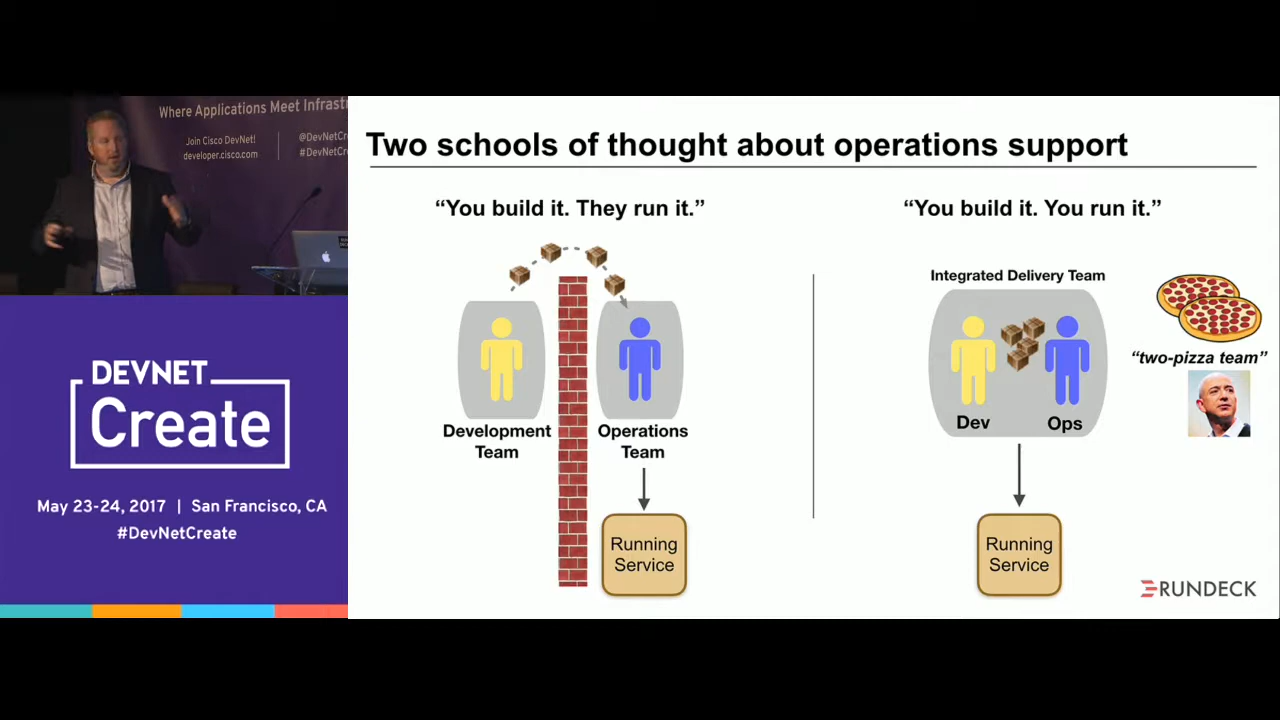 Where Applications Meet Infrastr
Join Cisco DevNet!
developer.cisco.com
@DevNetCr
#DevNetCr
DEVNET
Create
May 23-24, 2017 | San Francisco, CA
#DevNetCreate
Two schools of thought about operations support
“You build it. They run it.”
Development
Team
Operations
Team
Running
Service
“You build it. You run it.”
Integrated Delivery Team
Dev
Ops
Running
Service
“two-pizza team”
RUNDECK